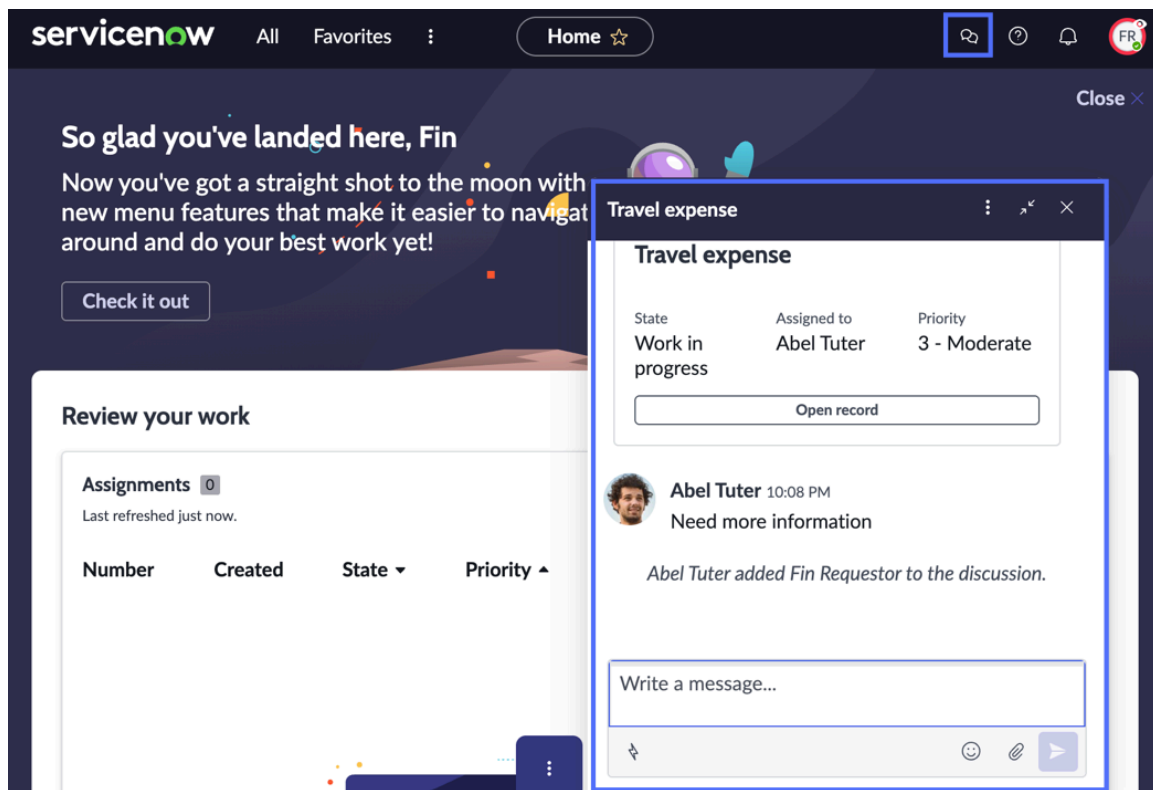 servicenow All Favorites Home FR
Close
So glad you've landed here, Fin
Now you've got a straight shot to the moon with
new menu features that make it easier to navigat
around and do your best work yet!
Check it out
Review your work
Assignments 0
Last refreshed just now.
Number Created State Priority
Travel expense
Travel expense
State Assigned to Priority
Work in progress Abel Tuter 3 - Moderate
Open record
Abel Tuter 10:08 PM
Need more information
Abel Tuter added Fin Requestor to the discussion.
Write a message...